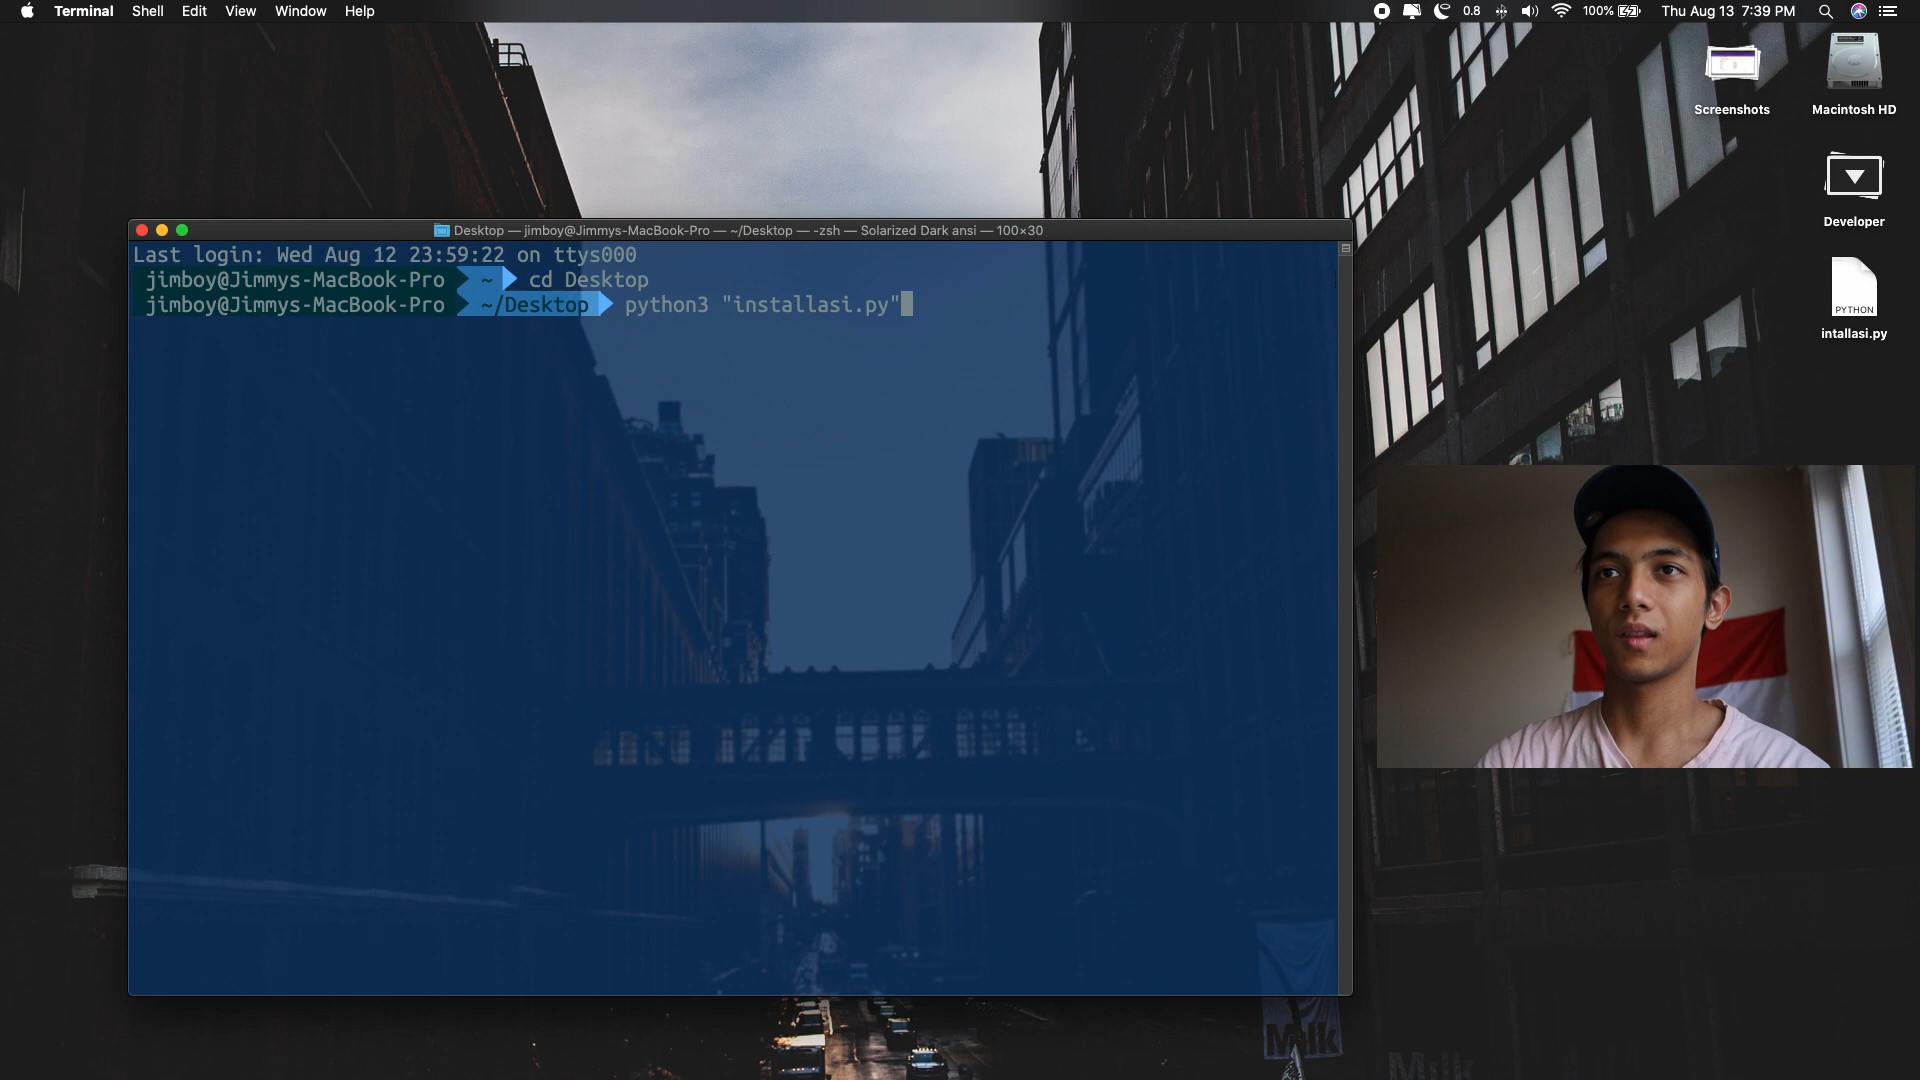 Terminal Shell Edit View Window Help
0.8 100% Thu Aug 13 7:39 PM
Screenshots
Macintosh HD
Developer
PYTHON
intallasi.py
Desktop — jimboy@Jimmys-MacBook-Pro — ~/Desktop — -zsh — Solarized Dark ansi — 100×30
Last login: Wed Aug 12 23:59:22 on ttys000
jimboy@Jimmys-MacBook-Pro ~ cd Desktop
jimboy@Jimmys-MacBook-Pro ~/Desktop python3 "installasi.py"
Milk
Milk